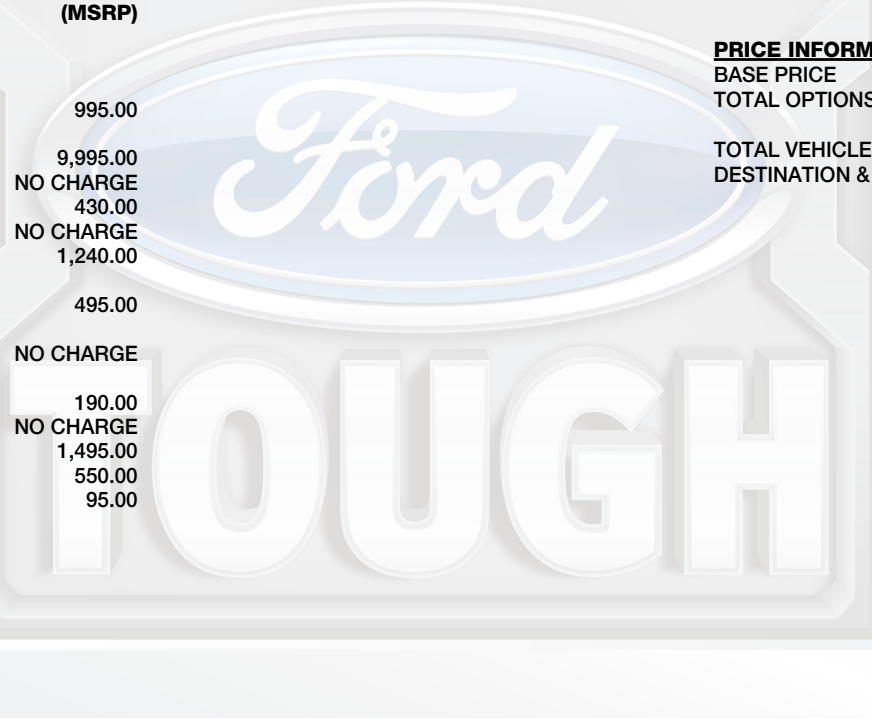 (MSRP)
995.00
9,995.00
NO CHARGE
430.00
NO CHARGE
1,240.00
495.00
NO CHARGE
190.00
NO CHARGE
1,495.00
550.00
95.00
PRICE INFORM
BASE PRICE
TOTAL OPTIONS
TOTAL VEHICLE
DESTINATION &
Ford
TOUGH